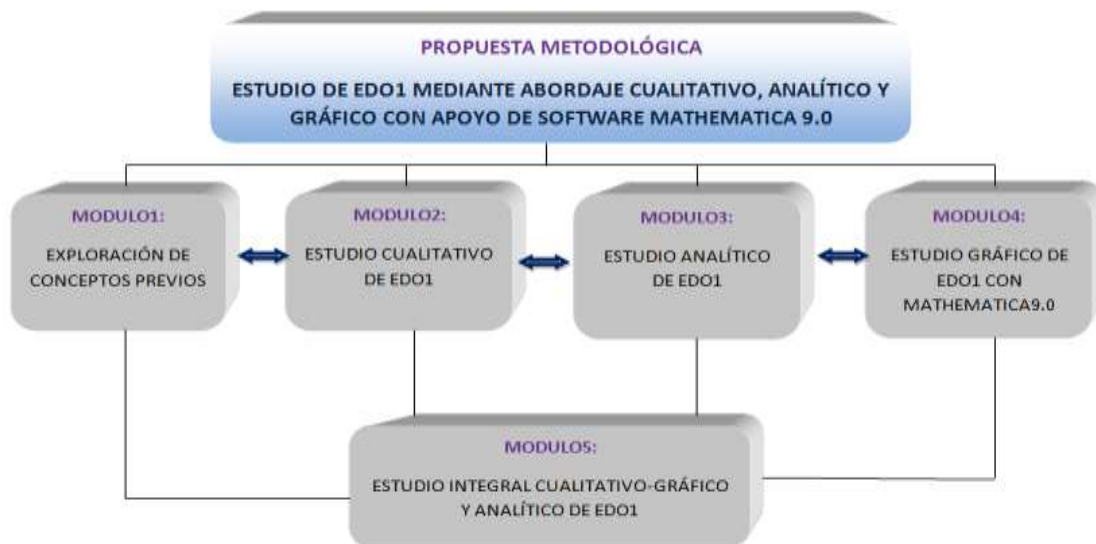 PROPUESTA METODOLÓGICA
ESTUDIO DE EDO1 MEDIANTE ABORDAJE CUALITATIVO, ANALÍTICO Y
GRÁFICO CON APOYO DE SOFTWARE MATHEMATICA 9.0
MODULO1:
EXPLORACIÓN DE
CONCEPTOS PREVIOS
MODULO2:
ESTUDIO CUALITATIVO
DE EDO1
MODULO3:
ESTUDIO ANALÍTICO
DE EDO1
MODULO4:
ESTUDIO GRÁFICO DE
EDO1 CON
MATHEMATICA9.0
MODULO5:
ESTUDIO INTEGRAL CUALITATIVO-GRÁFICO
Y ANALÍTICO DE EDO1